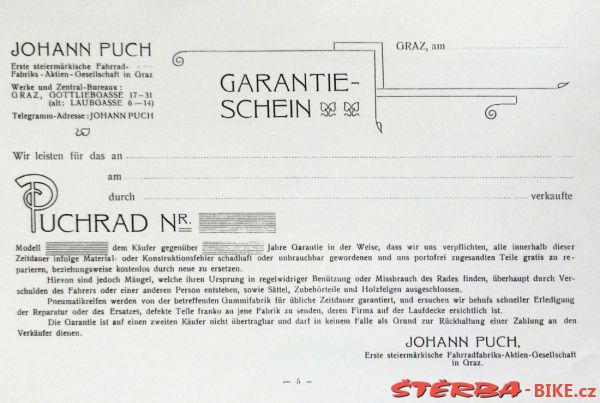 JOHANN PUCH
Erste steiermärkische Fahrrad-
Fabriks-Aktien-Gesellschaft in Graz
Werke und Zentral-Bureaux:
GRAZ, GOTTLIEBGASSE 17-31
(alt: LAUBGASSE 6-14)
Telegramm-Adresse: JOHANN PUCH
GARANTIE-
SCHEIN
GRAZ, am
Wir leisten für das an
am
durch verkaufte
PUCHRAD NR.
Modell dem Käufer gegenüber Jahre Garantie in der Weise, dass wir uns verpflichten, alle innerhalb dieser
Zeitdauer infolge Material- oder Konstruktionsfehler schadhaft oder unbrauchbar gewordenen und uns portofrei zugesandten Teile gratis zu re-
parieren, beziehungsweise kostenlos durch neue zu ersetzen.
Hievon sind jedoch Mängel, welche ihren Ursprung in regelwidriger Benützung oder Missbrauch des Rades finden, überhaupt durch Ver-
schulden des Fahrers oder einer anderen Person entstehen, sowie Sättel, Zubehörteile und Holzfelgen ausgeschlossen.
Pneumatikreifen werden von der betreffenden Gummifabrik für übliche Zeitdauer garantiert, und ersuchen wir behufs schneller Erledigung
der Reparatur oder des Ersatzes, defekte Teile franko an jene Fabrik zu senden, deren Firma auf der Laufdecke ersichtlich ist.
Die Garantie ist auf einen zweiten Käufer nicht übertragbar und darf in keinem Falle als Grund zur Rückhaltung einer Zahlung an den
Verkäufer dienen.
JOHANN PUCH,
Erste steiermärkische Fahrradfabriks-Aktien-Gesellschaft
in Graz.
— 5 —
ŠTĚRBA-BIKE.cz